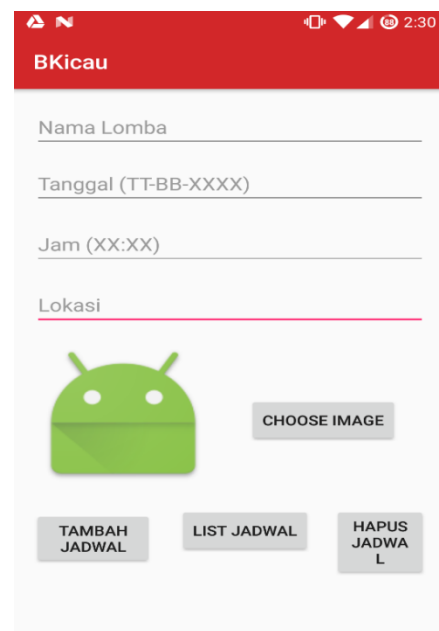 88 2:30
BKicau
Nama Lomba
Tanggal (TT-BB-XXXX)
Jam (XX:XX)
Lokasi
CHOOSE IMAGE
TAMBAH
JADWAL
LIST JADWAL
HAPUS
JADWA
L